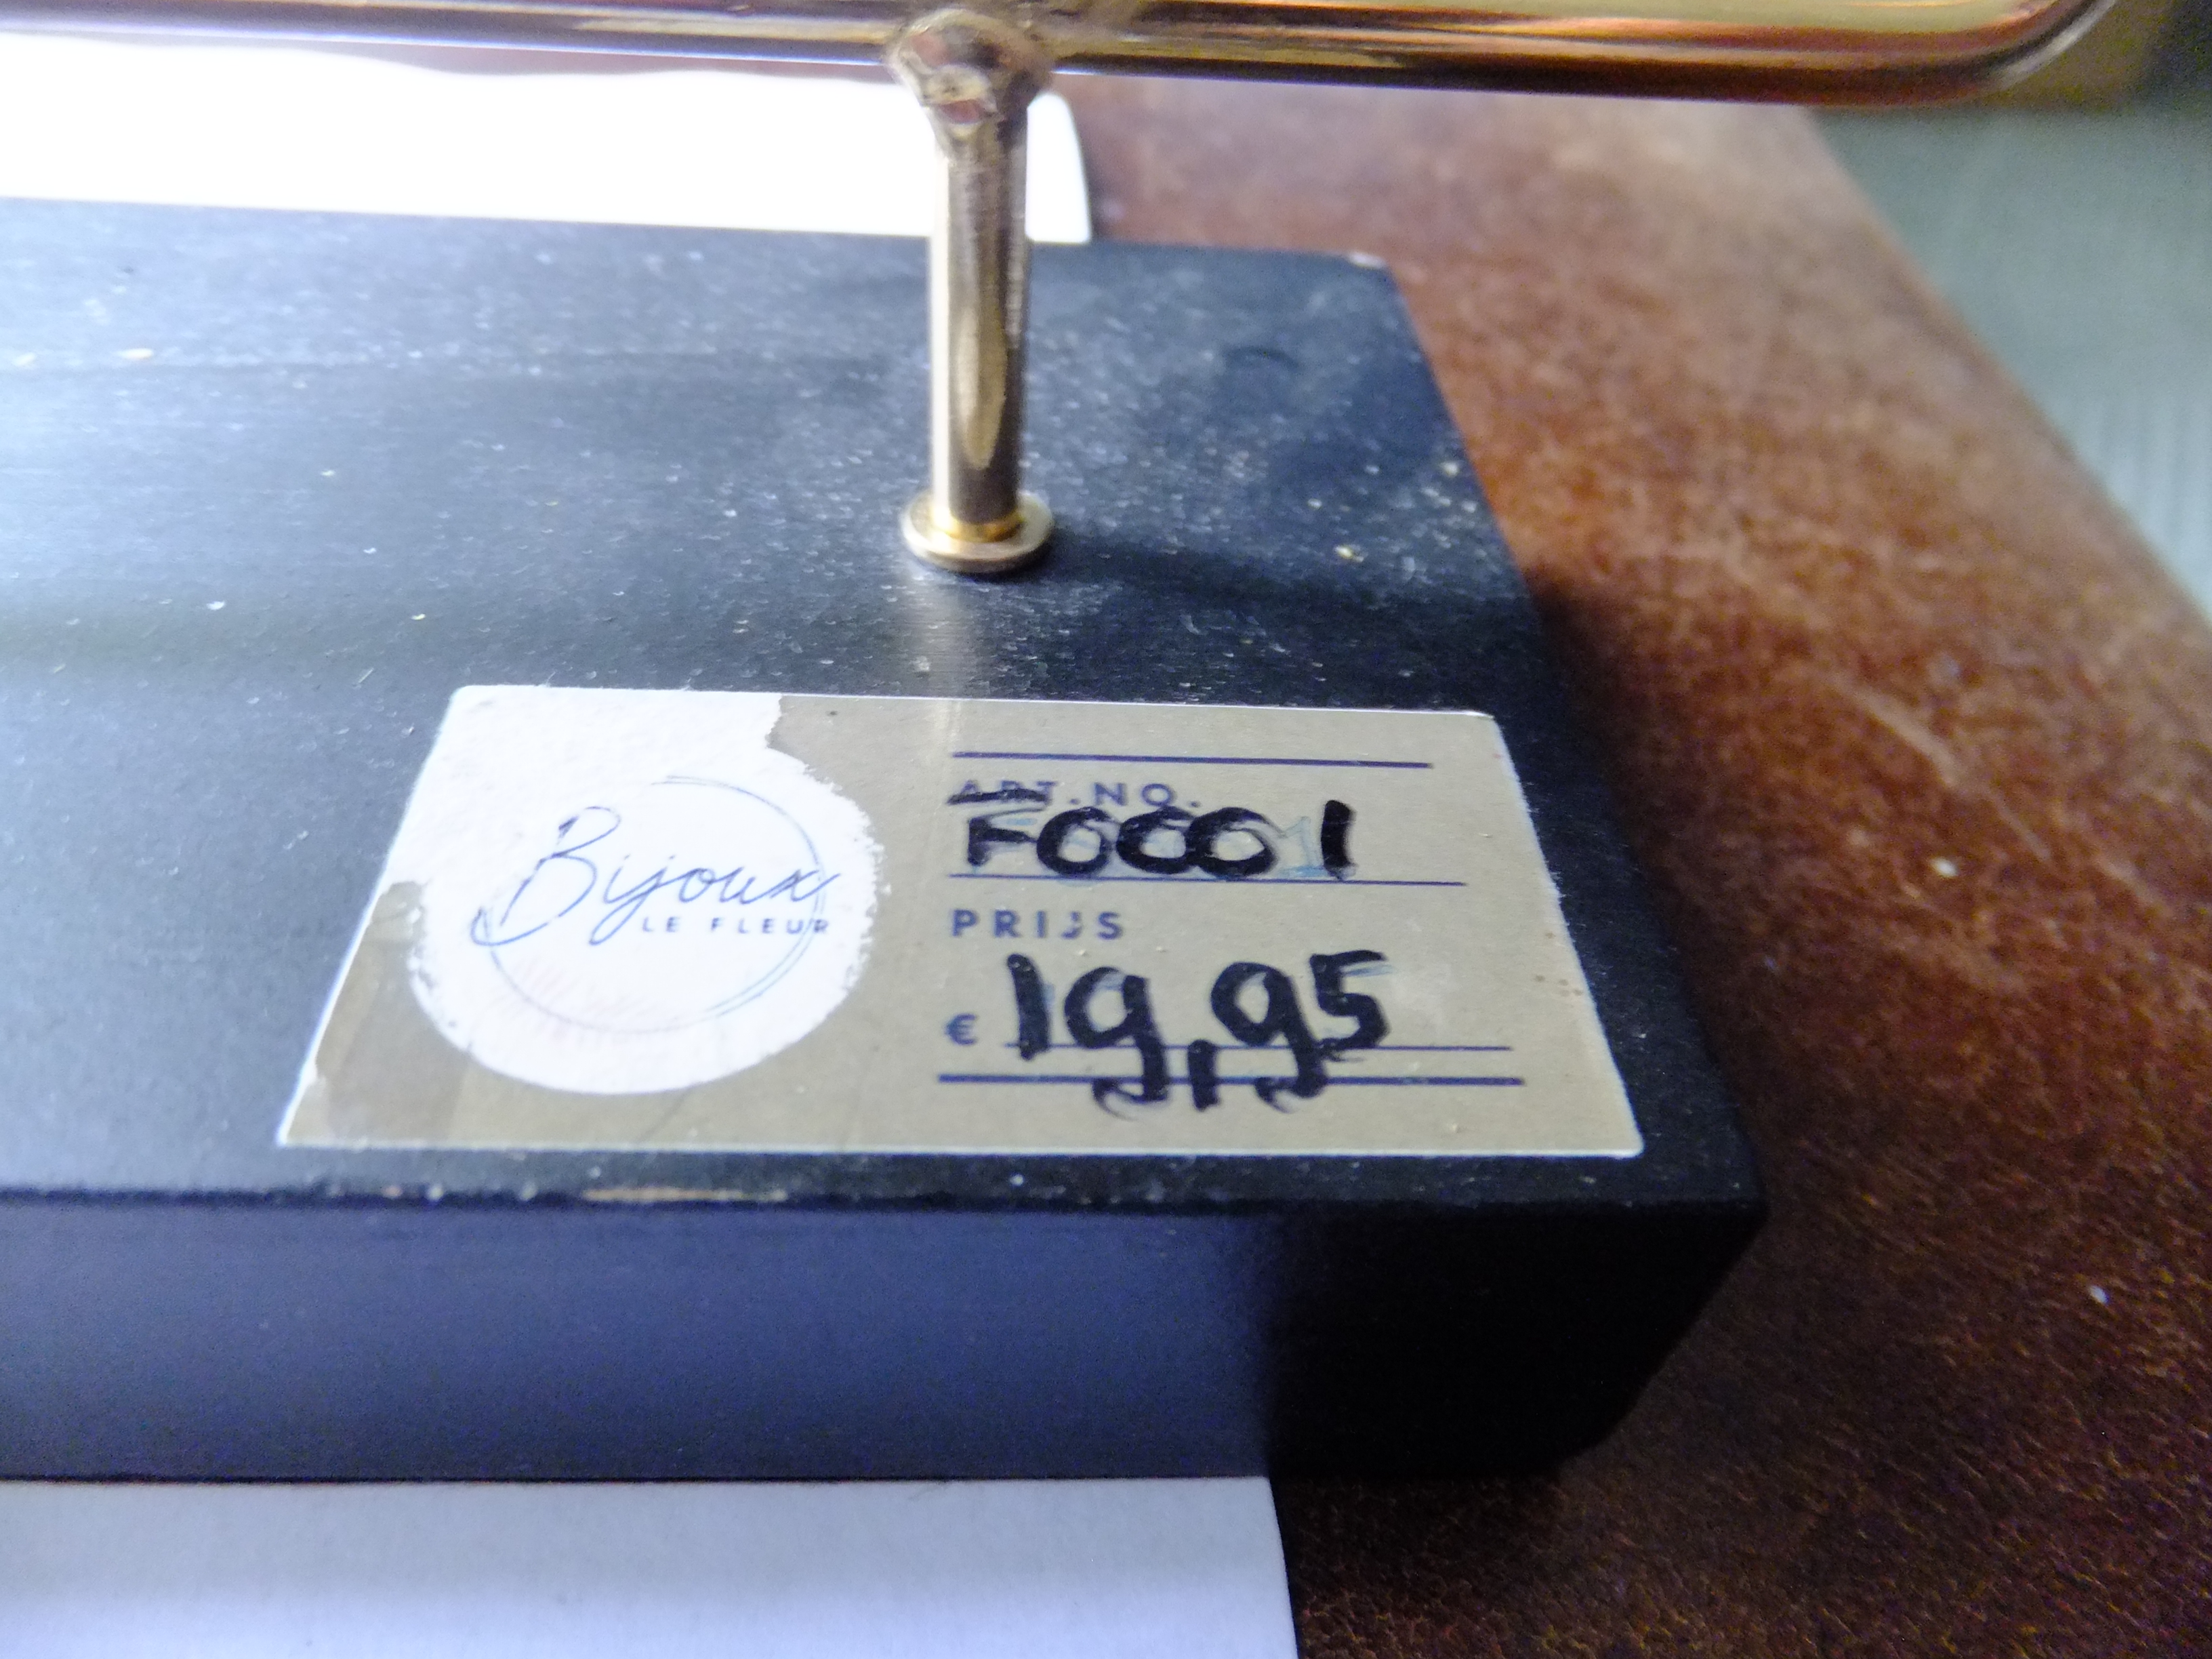 Bijoux
LE FLEUR
ART.NO.
F0001
PRIJS
€ 19,95